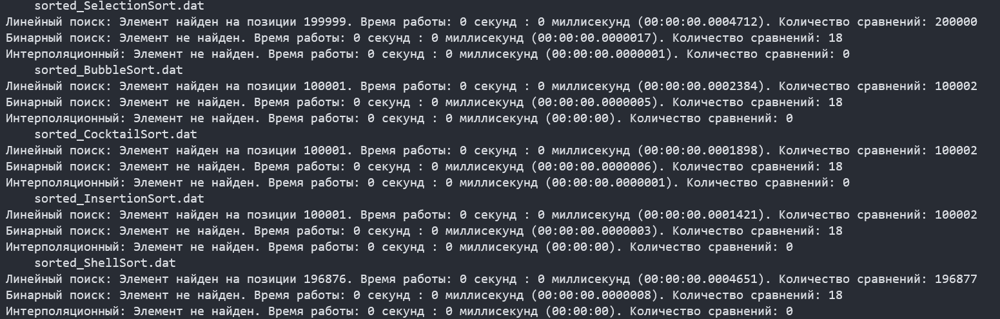 sorted_SelectionSort.dat
Линейный поиск: Элемент найден на позиции 199999. Время работы: 0 секунд : 0 миллисекунд (00:00:00.0004712). Количество сравнений: 200000
Бинарный поиск: Элемент не найден. Время работы: 0 секунд : 0 миллисекунд (00:00:00.0000017). Количество сравнений: 18
Интерполяционный: Элемент не найден. Время работы: 0 секунд : 0 миллисекунд (00:00:00.0000001). Количество сравнений: 0
sorted_BubbleSort.dat
Линейный поиск: Элемент найден на позиции 100001. Время работы: 0 секунд : 0 миллисекунд (00:00:00.0002384). Количество сравнений: 100002
Бинарный поиск: Элемент не найден. Время работы: 0 секунд : 0 миллисекунд (00:00:00.0000005). Количество сравнений: 18
Интерполяционный: Элемент не найден. Время работы: 0 секунд : 0 миллисекунд (00:00:00). Количество сравнений: 0
sorted_CocktailSort.dat
Линейный поиск: Элемент найден на позиции 100001. Время работы: 0 секунд : 0 миллисекунд (00:00:00.0001898). Количество сравнений: 100002
Бинарный поиск: Элемент не найден. Время работы: 0 секунд : 0 миллисекунд (00:00:00.0000006). Количество сравнений: 18
Интерполяционный: Элемент не найден. Время работы: 0 секунд : 0 миллисекунд (00:00:00.0000001). Количество сравнений: 0
sorted_InsertionSort.dat
Линейный поиск: Элемент найден на позиции 100001. Время работы: 0 секунд : 0 миллисекунд (00:00:00.0001421). Количество сравнений: 100002
Бинарный поиск: Элемент не найден. Время работы: 0 секунд : 0 миллисекунд (00:00:00.0000003). Количество сравнений: 18
Интерполяционный: Элемент не найден. Время работы: 0 секунд : 0 миллисекунд (00:00:00). Количество сравнений: 0
sorted_ShellSort.dat
Линейный поиск: Элемент найден на позиции 196876. Время работы: 0 секунд : 0 миллисекунд (00:00:00.0004651). Количество сравнений: 196877
Бинарный поиск: Элемент не найден. Время работы: 0 секунд : 0 миллисекунд (00:00:00.0000008). Количество сравнений: 18
Интерполяционный: Элемент не найден. Время работы: 0 секунд : 0 миллисекунд (00:00:00). Количество сравнений: 0